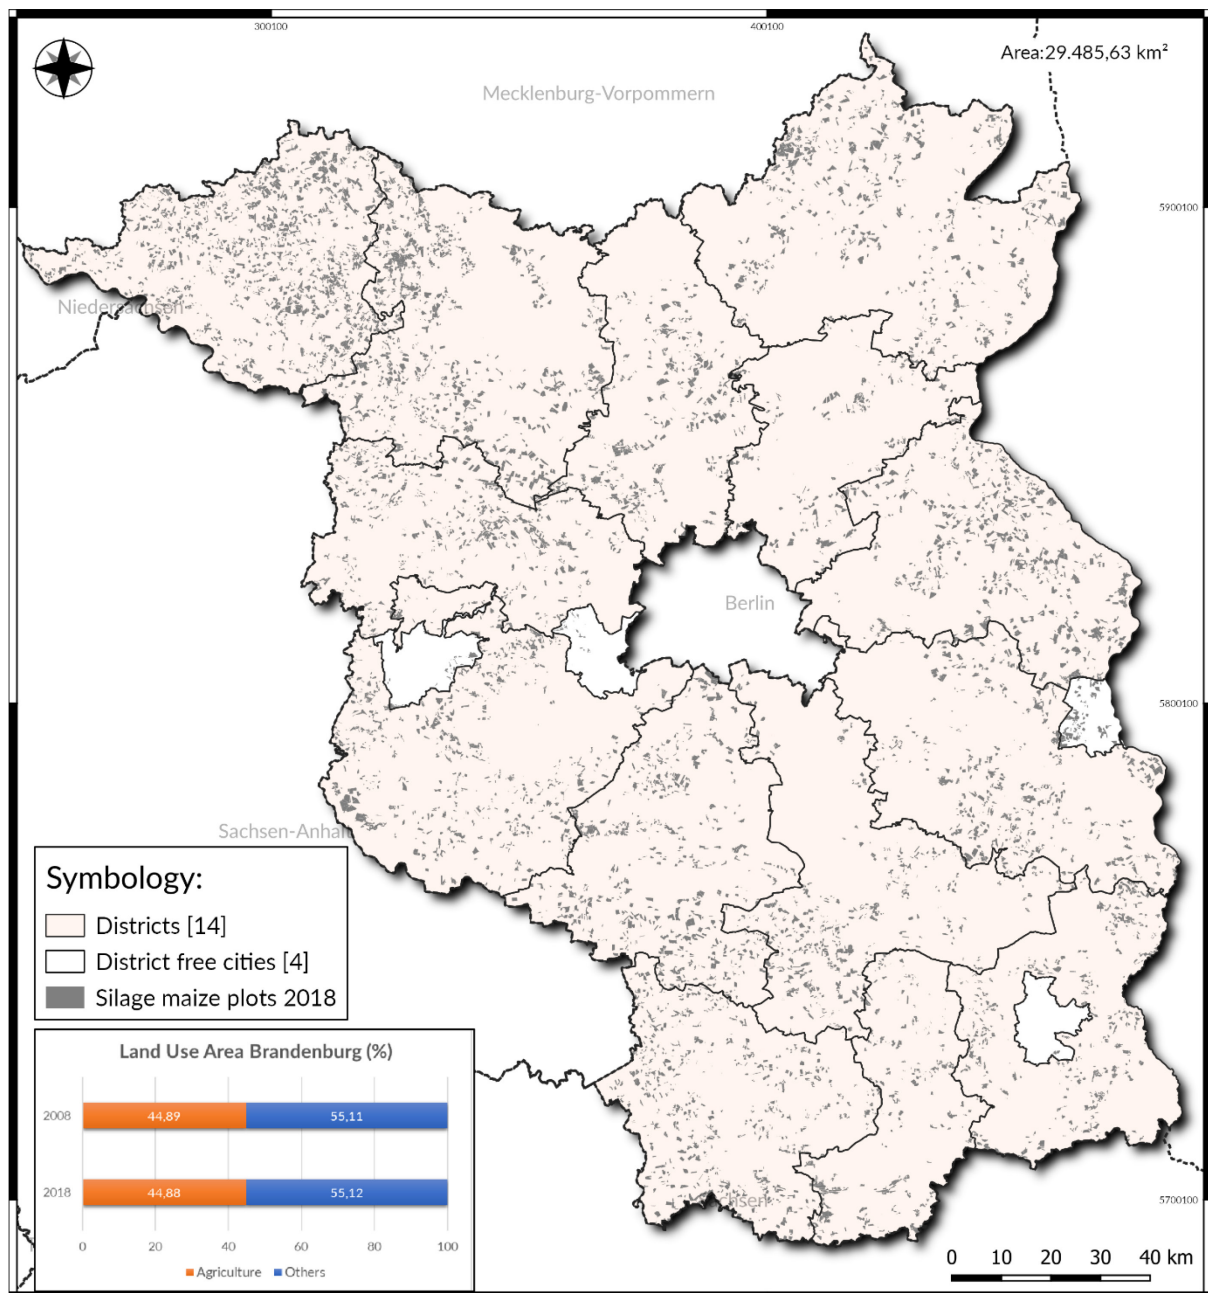 300100
400100
Area:29.485,63 km²
Mecklenburg-Vorpommern
5900100
Niedersachsen
Berlin
5800100
Sachsen-Anhalt
Symbology:
Districts [14]
District free cities [4]
Silage maize plots 2018
Land Use Area Brandenburg (%)
2008
44,89
55,11
2018
44,88
55,12
0
20
40
60
80
100
Agriculture
Others
Sachsen
5700100
0 10 20 30 40 km